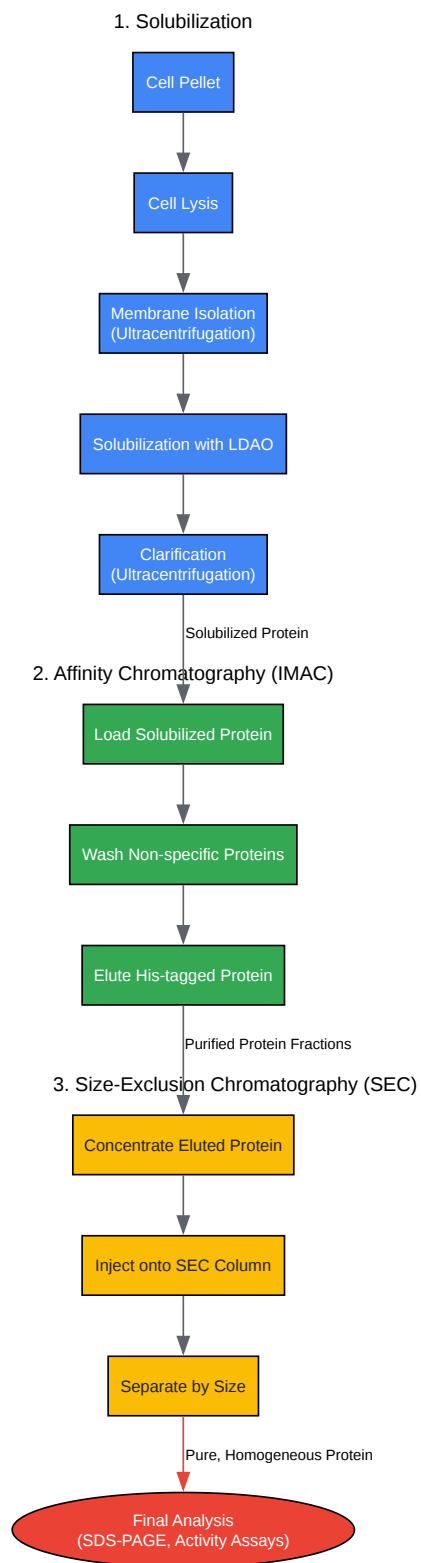 1. Solubilization
Cell Pellet
Cell Lysis
Membrane Isolation
(Ultracentrifugation)
Solubilization with LDAO
Clarification
(Ultracentrifugation)
Solubilized Protein
2. Affinity Chromatography (IMAC)
Load Solubilized Protein
Wash Non-specific Proteins
Elute His-tagged Protein
Purified Protein Fractions
3. Size-Exclusion Chromatography (SEC)
Concentrate Eluted Protein
Inject onto SEC Column
Separate by Size
Pure, Homogeneous Protein
Final Analysis
(SDS-PAGE, Activity Assays)